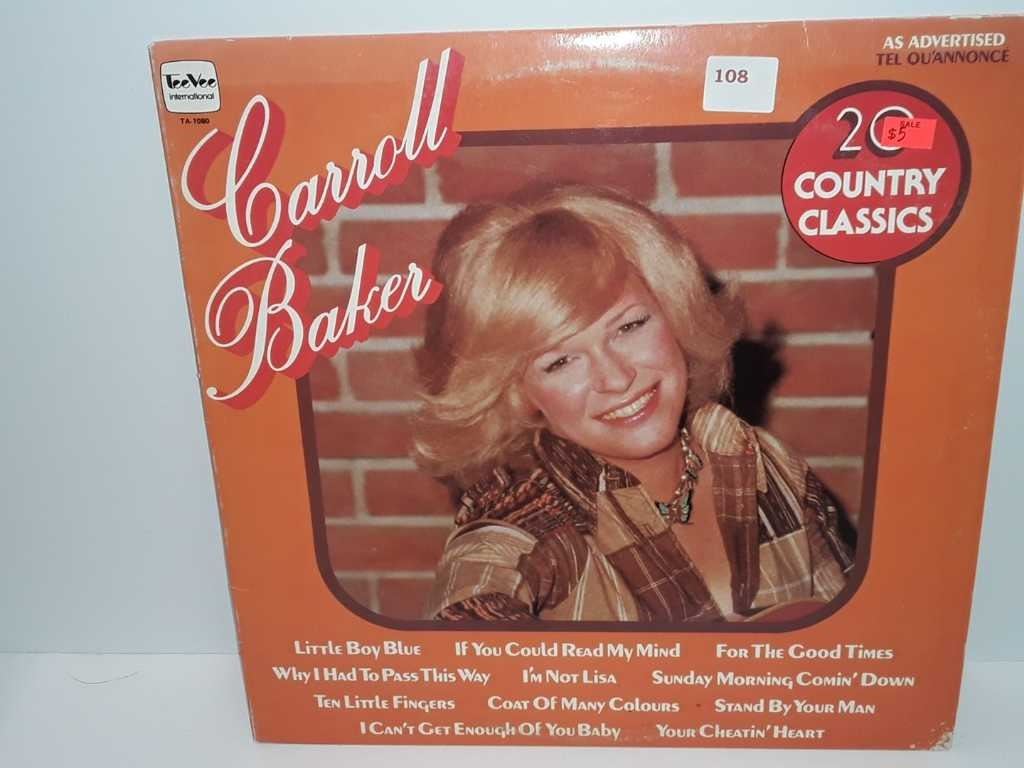 TeeVee
international
TA-1080
Carroll
Baker
108
AS ADVERTISED
TEL QU'ANNONCE
20
SALE
$5
COUNTRY
CLASSICS
LITTLE BOY BLUE IF YOU COULD READ MY MIND FOR THE GOOD TIMES
WHY I HAD TO PASS THIS WAY I'M NOT LISA SUNDAY MORNING COMIN' DOWN
TEN LITTLE FINGERS COAT OF MANY COLOURS STAND BY YOUR MAN
I CAN'T GET ENOUGH OF YOU BABY YOUR CHEATIN' HEART